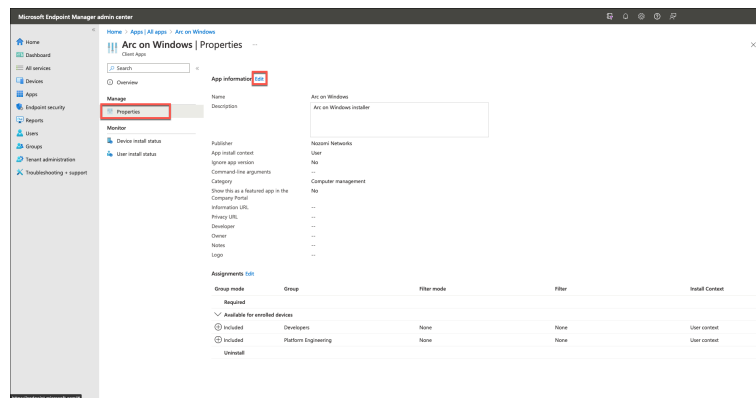 Microsoft Endpoint Manager admin center
Home > Apps | All apps > Arc on Windows
Arc on Windows | Properties ...
Client Apps
Home
Dashboard
All services
Devices
Apps
Endpoint security
Reports
Users
Groups
Tenant administration
Troubleshooting + support
Search
Overview
Manage
Properties
Monitor
Device install status
User install status
App information Edit
Name Arc on Windows
Description Arc on Windows installer
Publisher Nozomi Networks
App install context User
Ignore app version No
Command-line arguments --
Category Computer management
Show this as a featured app in the No
Company Portal
Information URL --
Privacy URL --
Developer --
Owner --
Notes --
Logo --
Assignments Edit
Group mode Group Filter mode Filter Install Context
Required
Available for enrolled devices
Included Developers None None User context
Included Platform Engineering None None User context
Uninstall